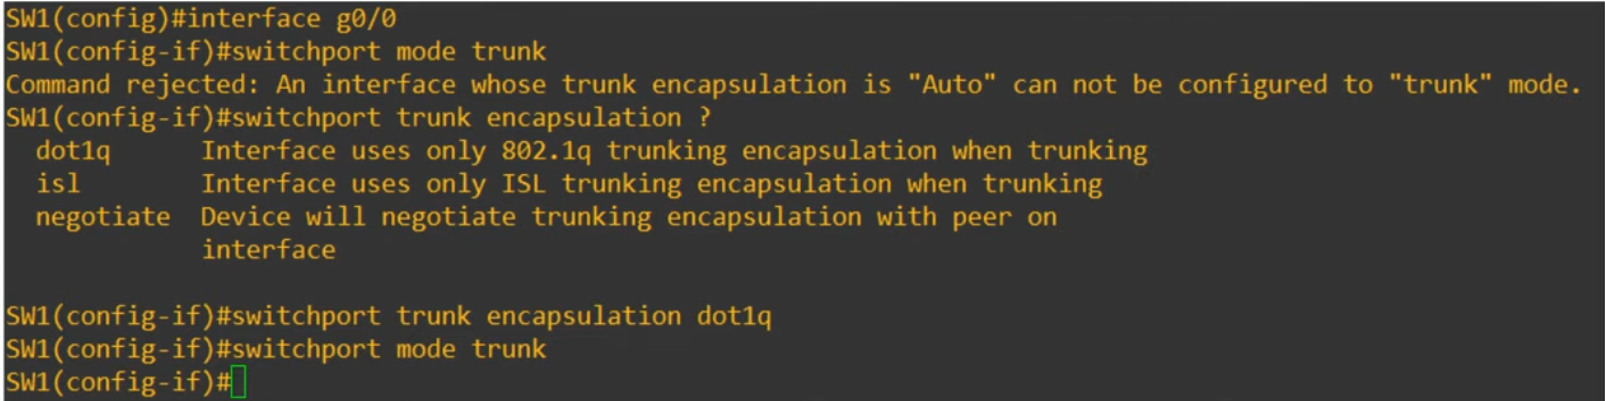 SW1(config)#interface g0/0
SW1(config-if)#switchport mode trunk
Command rejected: An interface whose trunk encapsulation is "Auto" can not be configured to "trunk" mode.
SW1(config-if)#switchport trunk encapsulation ?
  dot1q      Interface uses only 802.1q trunking encapsulation when trunking
  isl        Interface uses only ISL trunking encapsulation when trunking
  negotiate  Device will negotiate trunking encapsulation with peer on
             interface
SW1(config-if)#switchport trunk encapsulation dot1q
SW1(config-if)#switchport mode trunk
SW1(config-if)#